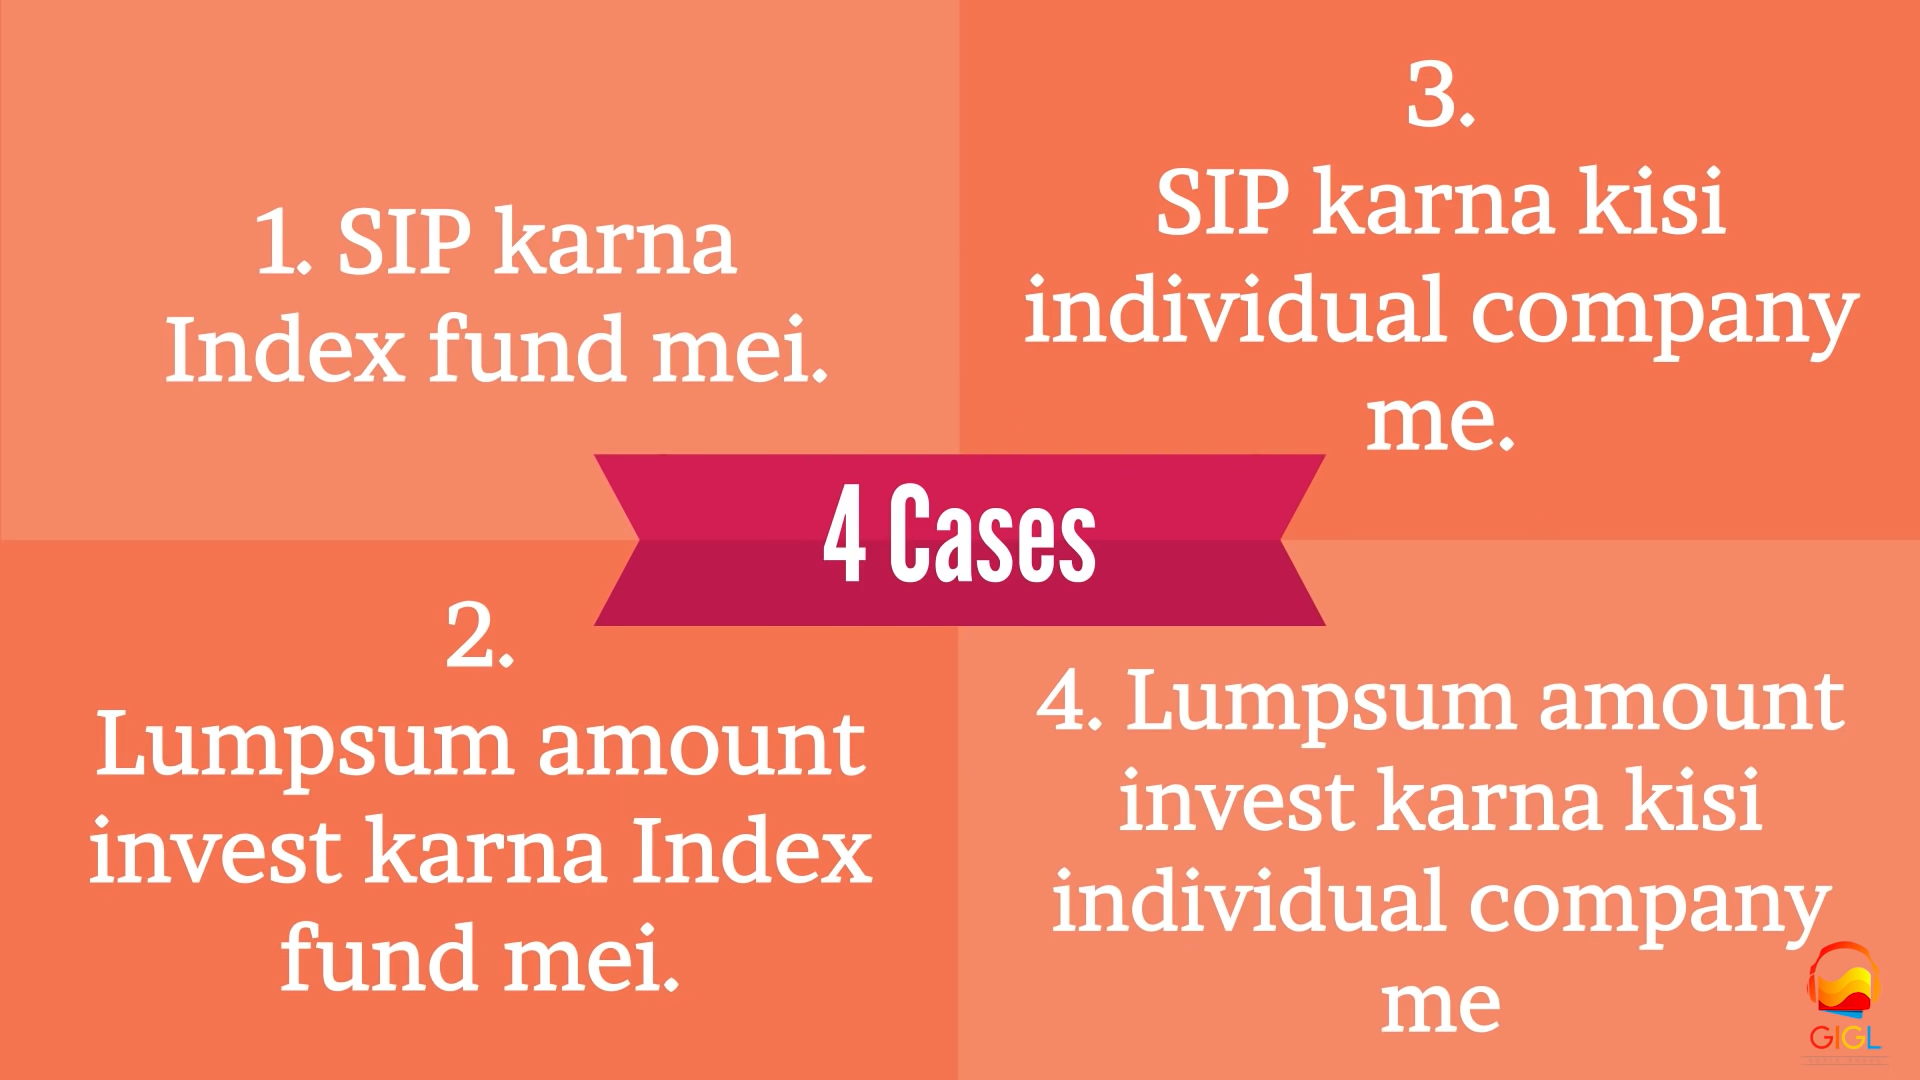 1. SIP karna
Index fund mei.
2.
Lumpsum amount
invest karna Index
fund mei.
4 Cases
3.
SIP karna kisi
individual company
me.
4. Lumpsum amount
invest karna kisi
individual company
me
GIGL